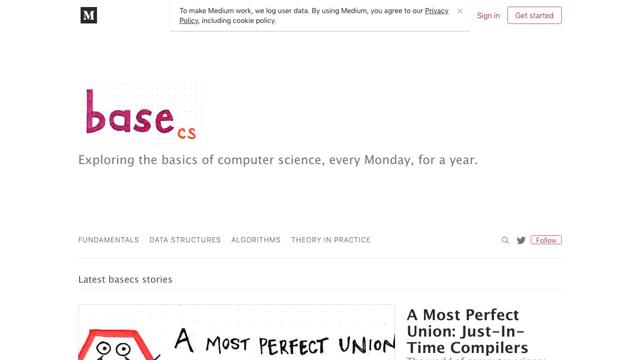 M
To make Medium work, we log user data. By using Medium, you agree to our Privacy
Policy, including cookie policy.
×
Sign in
Get started
base cs
Exploring the basics of computer science, every Monday, for a year.
FUNDAMENTALS DATA STRUCTURES ALGORITHMS THEORY IN PRACTICE
Follow
Latest basecs stories
A MOST PERFECT UNION
A Most Perfect
Union: Just-In-
Time Compilers